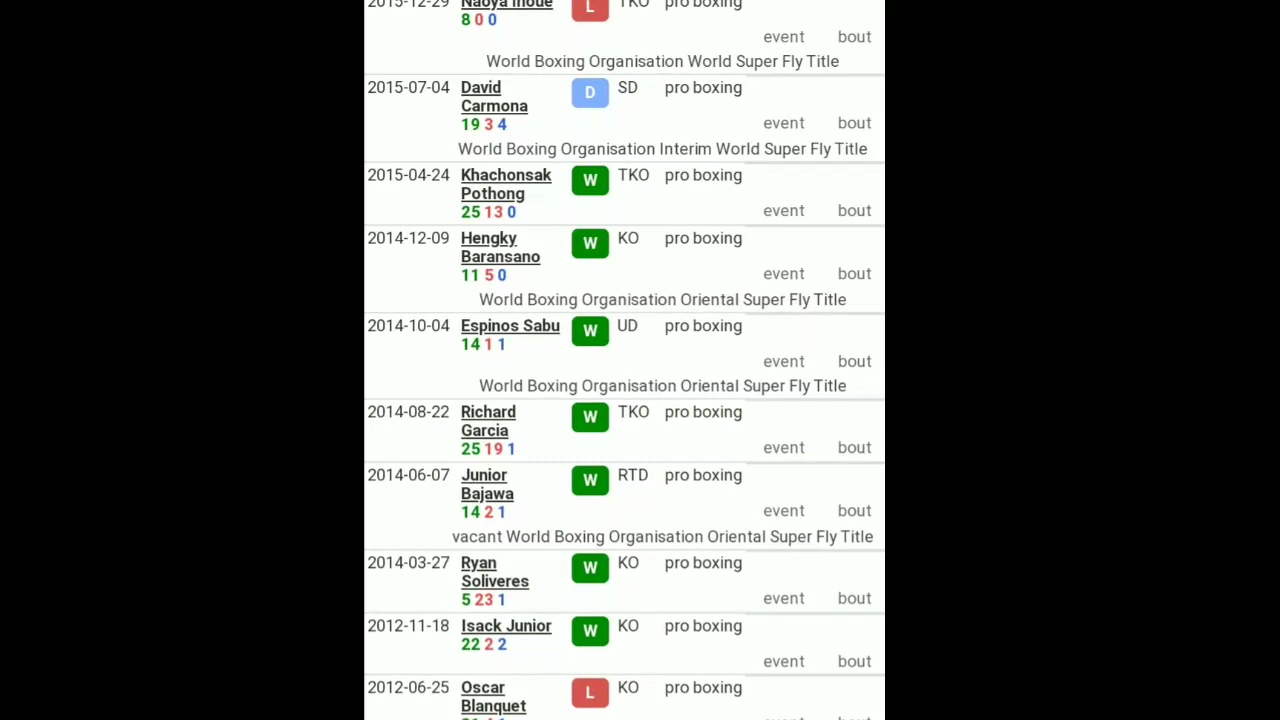 2015-12-29 Naoya Inoue L TKO pro boxing
8 0 0
event bout
World Boxing Organisation World Super Fly Title
2015-07-04 David D SD pro boxing
Carmona
19 3 4
event bout
World Boxing Organisation Interim World Super Fly Title
2015-04-24 Khachonsak W TKO pro boxing
Pothong
25 13 0
event bout
2014-12-09 Hengky W KO pro boxing
Baransano
11 5 0
event bout
World Boxing Organisation Oriental Super Fly Title
2014-10-04 Espinos Sabu W UD pro boxing
14 1 1
event bout
World Boxing Organisation Oriental Super Fly Title
2014-08-22 Richard W TKO pro boxing
Garcia
25 19 1
event bout
2014-06-07 Junior W RTD pro boxing
Bajawa
14 2 1
event bout
vacant World Boxing Organisation Oriental Super Fly Title
2014-03-27 Ryan W KO pro boxing
Soliveres
5 23 1
event bout
2012-11-18 Isack Junior W KO pro boxing
22 2 2
event bout
2012-06-25 Oscar L KO pro boxing
Blanquet